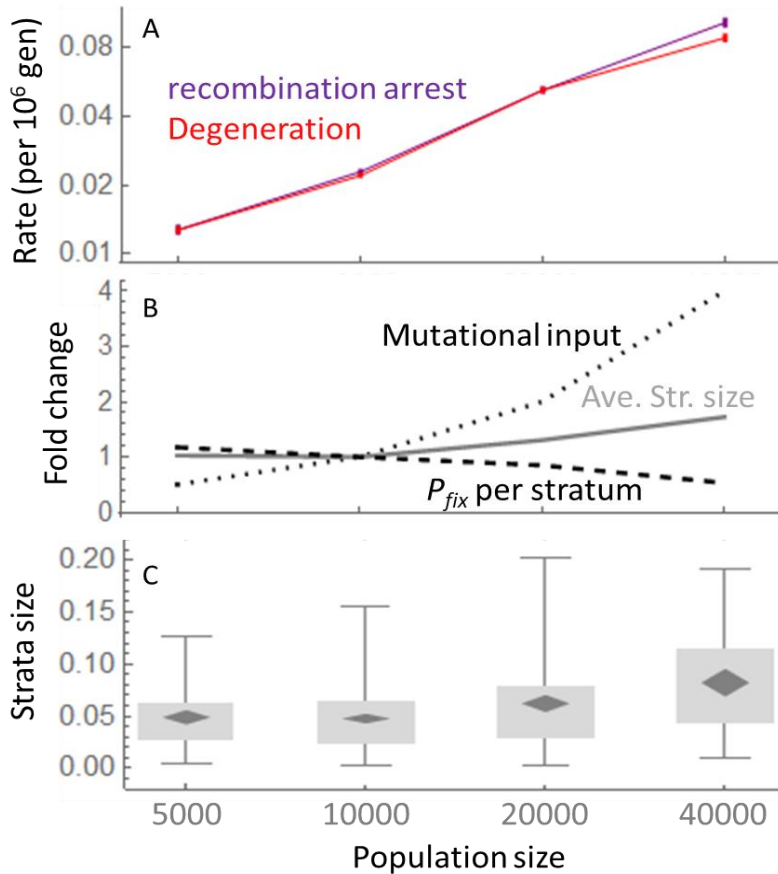 A
0.08
0.04
0.02
0.01
Rate (per 10⁶ gen)
recombination arrest
Degeneration
B
4
3
2
1
0
Fold change
Mutational input
Ave. Str. size
P_fix per stratum
C
0.20
0.15
0.10
0.05
0.00
Strata size
5000 10000 20000 40000
Population size